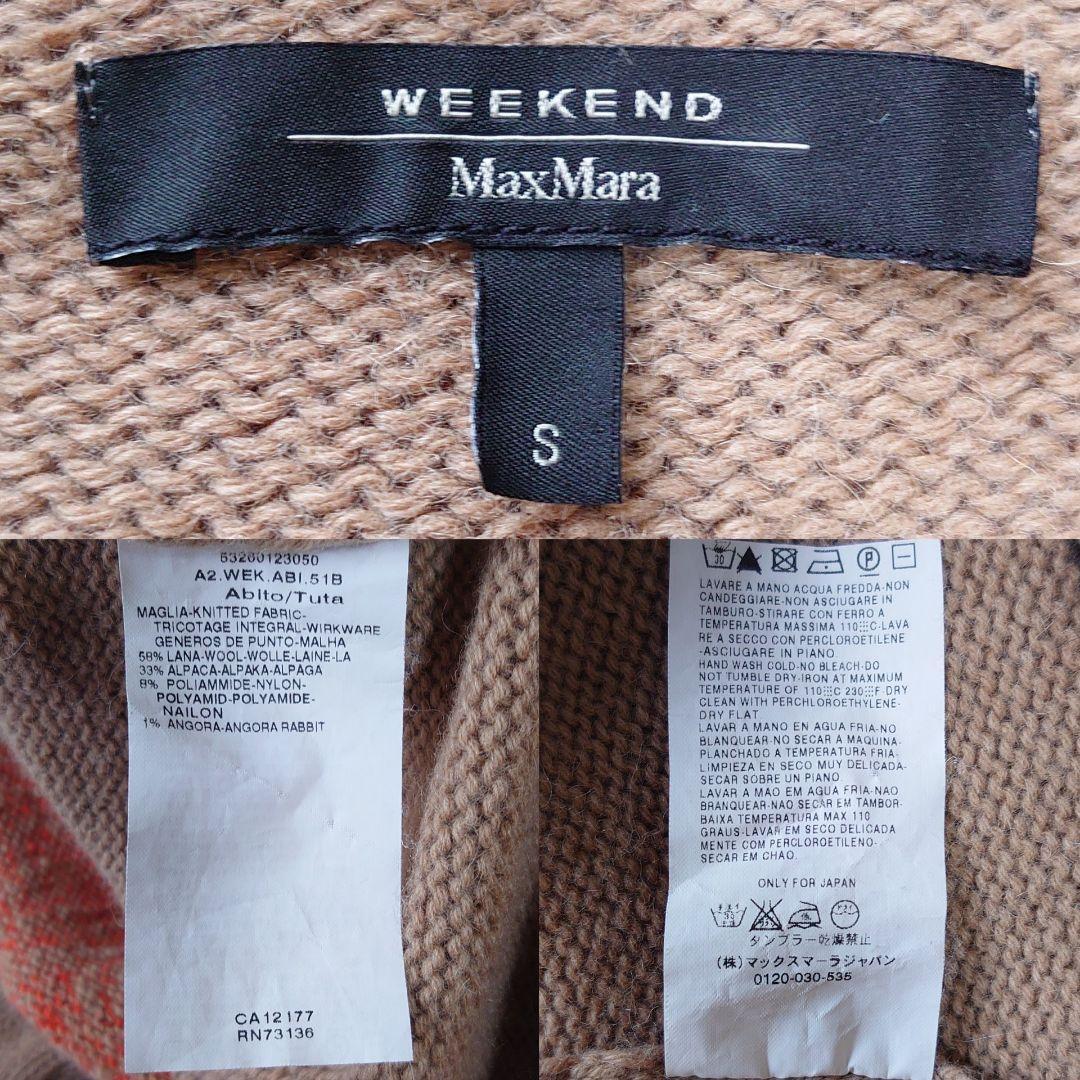 WEEKEND
MaxMara
S
53260123050
A2.WEK.ABI.51B
Abito/Tuta
MAGLIA-KNITTED FABRIC-
TRICOTAGE INTEGRAL-WIRKWARE
GENEROS DE PUNTO-MALHA
58% LANA-WOOL-WOLLE-LAINE-LA
33% ALPACA-ALPAKA-ALPAGA
8% POLIAMMIDE-NYLON-
POLYAMID-POLYAMIDE-
NAILON
1% ANGORA-ANGORA RABBIT
CA12177
RN73136
30
P
LAVARE A MANO ACQUA FREDDA-NON
CANDEGGIARE-NON ASCIUGARE IN
TAMBURO-STIRARE CON FERRO A
TEMPERATURA MASSIMA 110 C-LAVA
RE A SECCO CON PERCLOROETILENE
-ASCIUGARE IN PIANO.
HAND WASH COLD-NO BLEACH-DO
NOT TUMBLE DRY-IRON AT MAXIMUM
TEMPERATURE OF 110 C 230 F-DRY
CLEAN WITH PERCHLOROETHYLENE-
DRY FLAT
LAVAR A MANO EN AGUA FRIA-NO
BLANQUEAR-NO SECAR A MAQUINA-
PLANCHADO A TEMPERATURA FRIA-
LIMPIEZA EN SECO MUY DELICADA-
SECAR SOBRE UN PIANO.
LAVAR A MAO EM AGUA FRIA-NAO
BRANQUEAR-NAO SECAR EM TAMBOR-
BAIXA TEMPERATURA MAX 110
GRAUS-LAVAR EM SECO DELICADA
MENTE COM PERCLOROETILENO-
SECAR EM CHAO.
ONLY FOR JAPAN
タンブラー乾燥禁止
(株)マックスマーラジャパン
0120-030-535